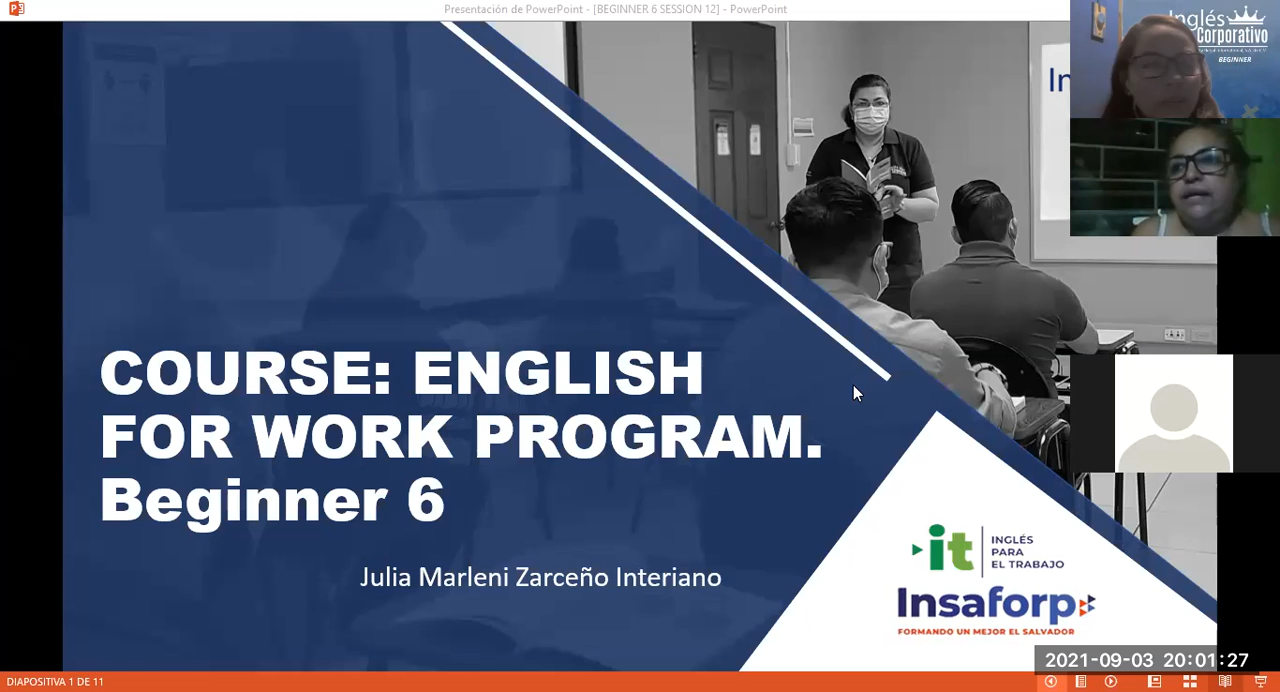 Presentación de PowerPoint - [BEGINNER 6 SESSION 12] - PowerPoint
Inglés
Corporativo
BEGINNER
In
COURSE: ENGLISH
FOR WORK PROGRAM.
Beginner 6
Julia Marleni Zarceño Interiano
it INGLÉS
PARA
EL TRABAJO
Insaforp
FORMANDO UN MEJOR EL SALVADOR
2021-09-03 20:01:27
DIAPOSITIVA 1 DE 11